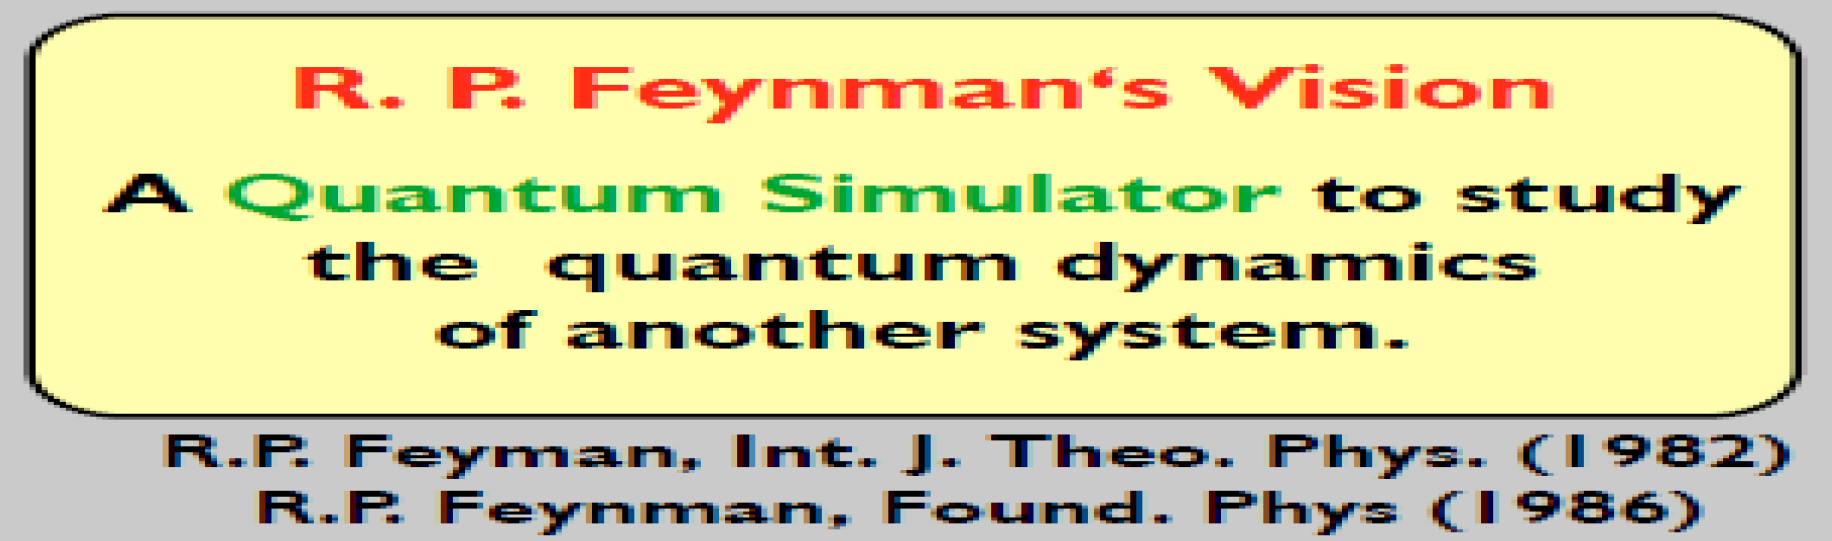 R. P. Feynman‘s Vision
A Quantum Simulator to study
the quantum dynamics
of another system.
R.P. Feyman, Int. J. Theo. Phys. (1982)
R.P. Feynman, Found. Phys (1986)